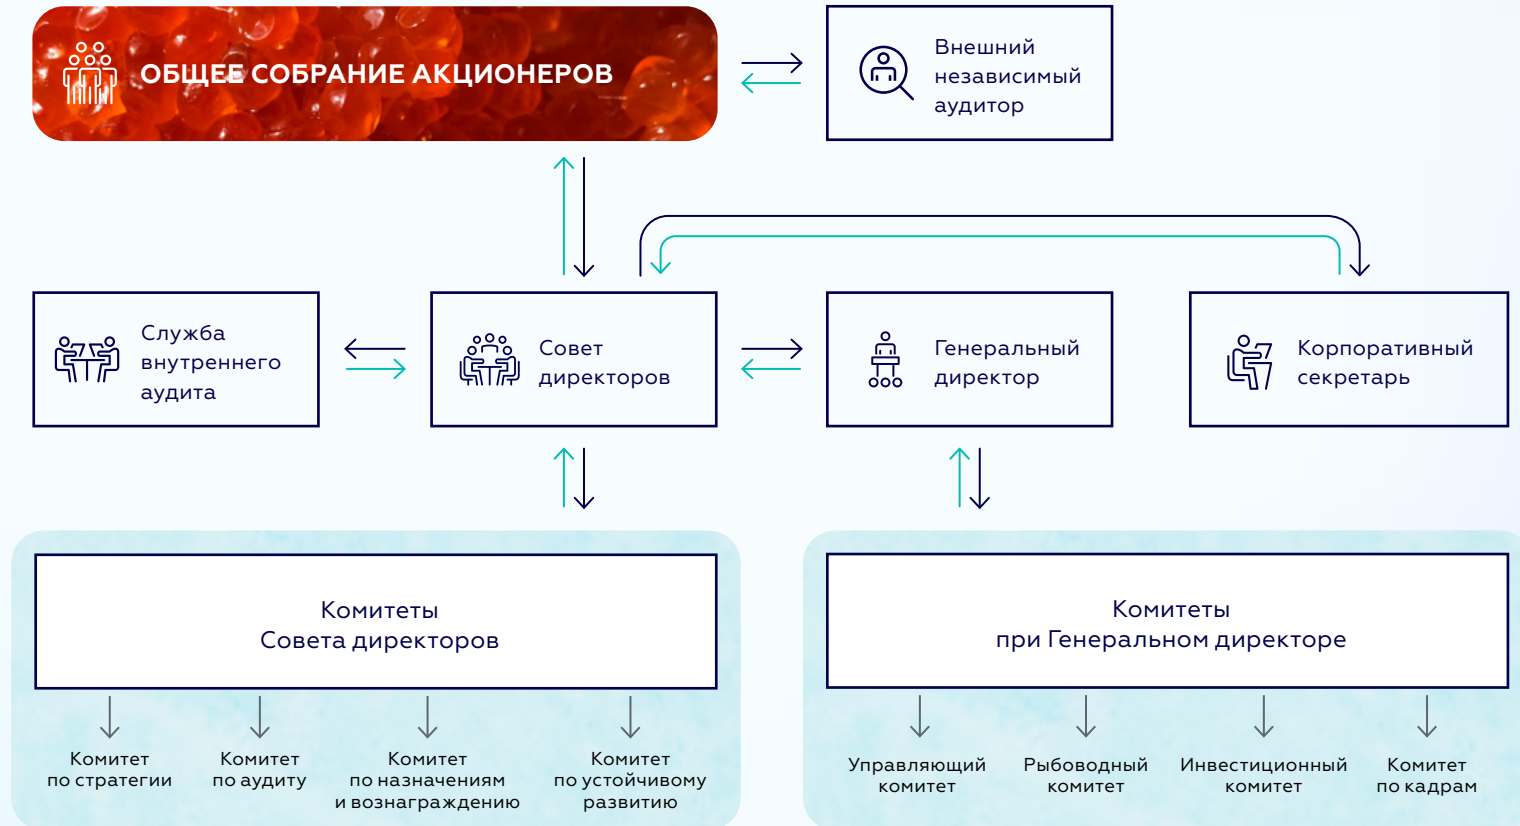 ОБЩЕЕ СОБРАНИЕ АКЦИОНЕРОВ
Внешний
независимый
аудитор
Служба
внутреннего
аудита
Совет
директоров
Генеральный
директор
Корпоративный
секретарь
Комитеты
Совета директоров
Комитеты
при Генеральном директоре
Комитет
по стратегии
Комитет
по аудиту
Комитет
по назначениям
и вознаграждению
Комитет
по устойчивому
развитию
Управляющий
комитет
Рыбоводный
комитет
Инвестиционный
комитет
Комитет
по кадрам